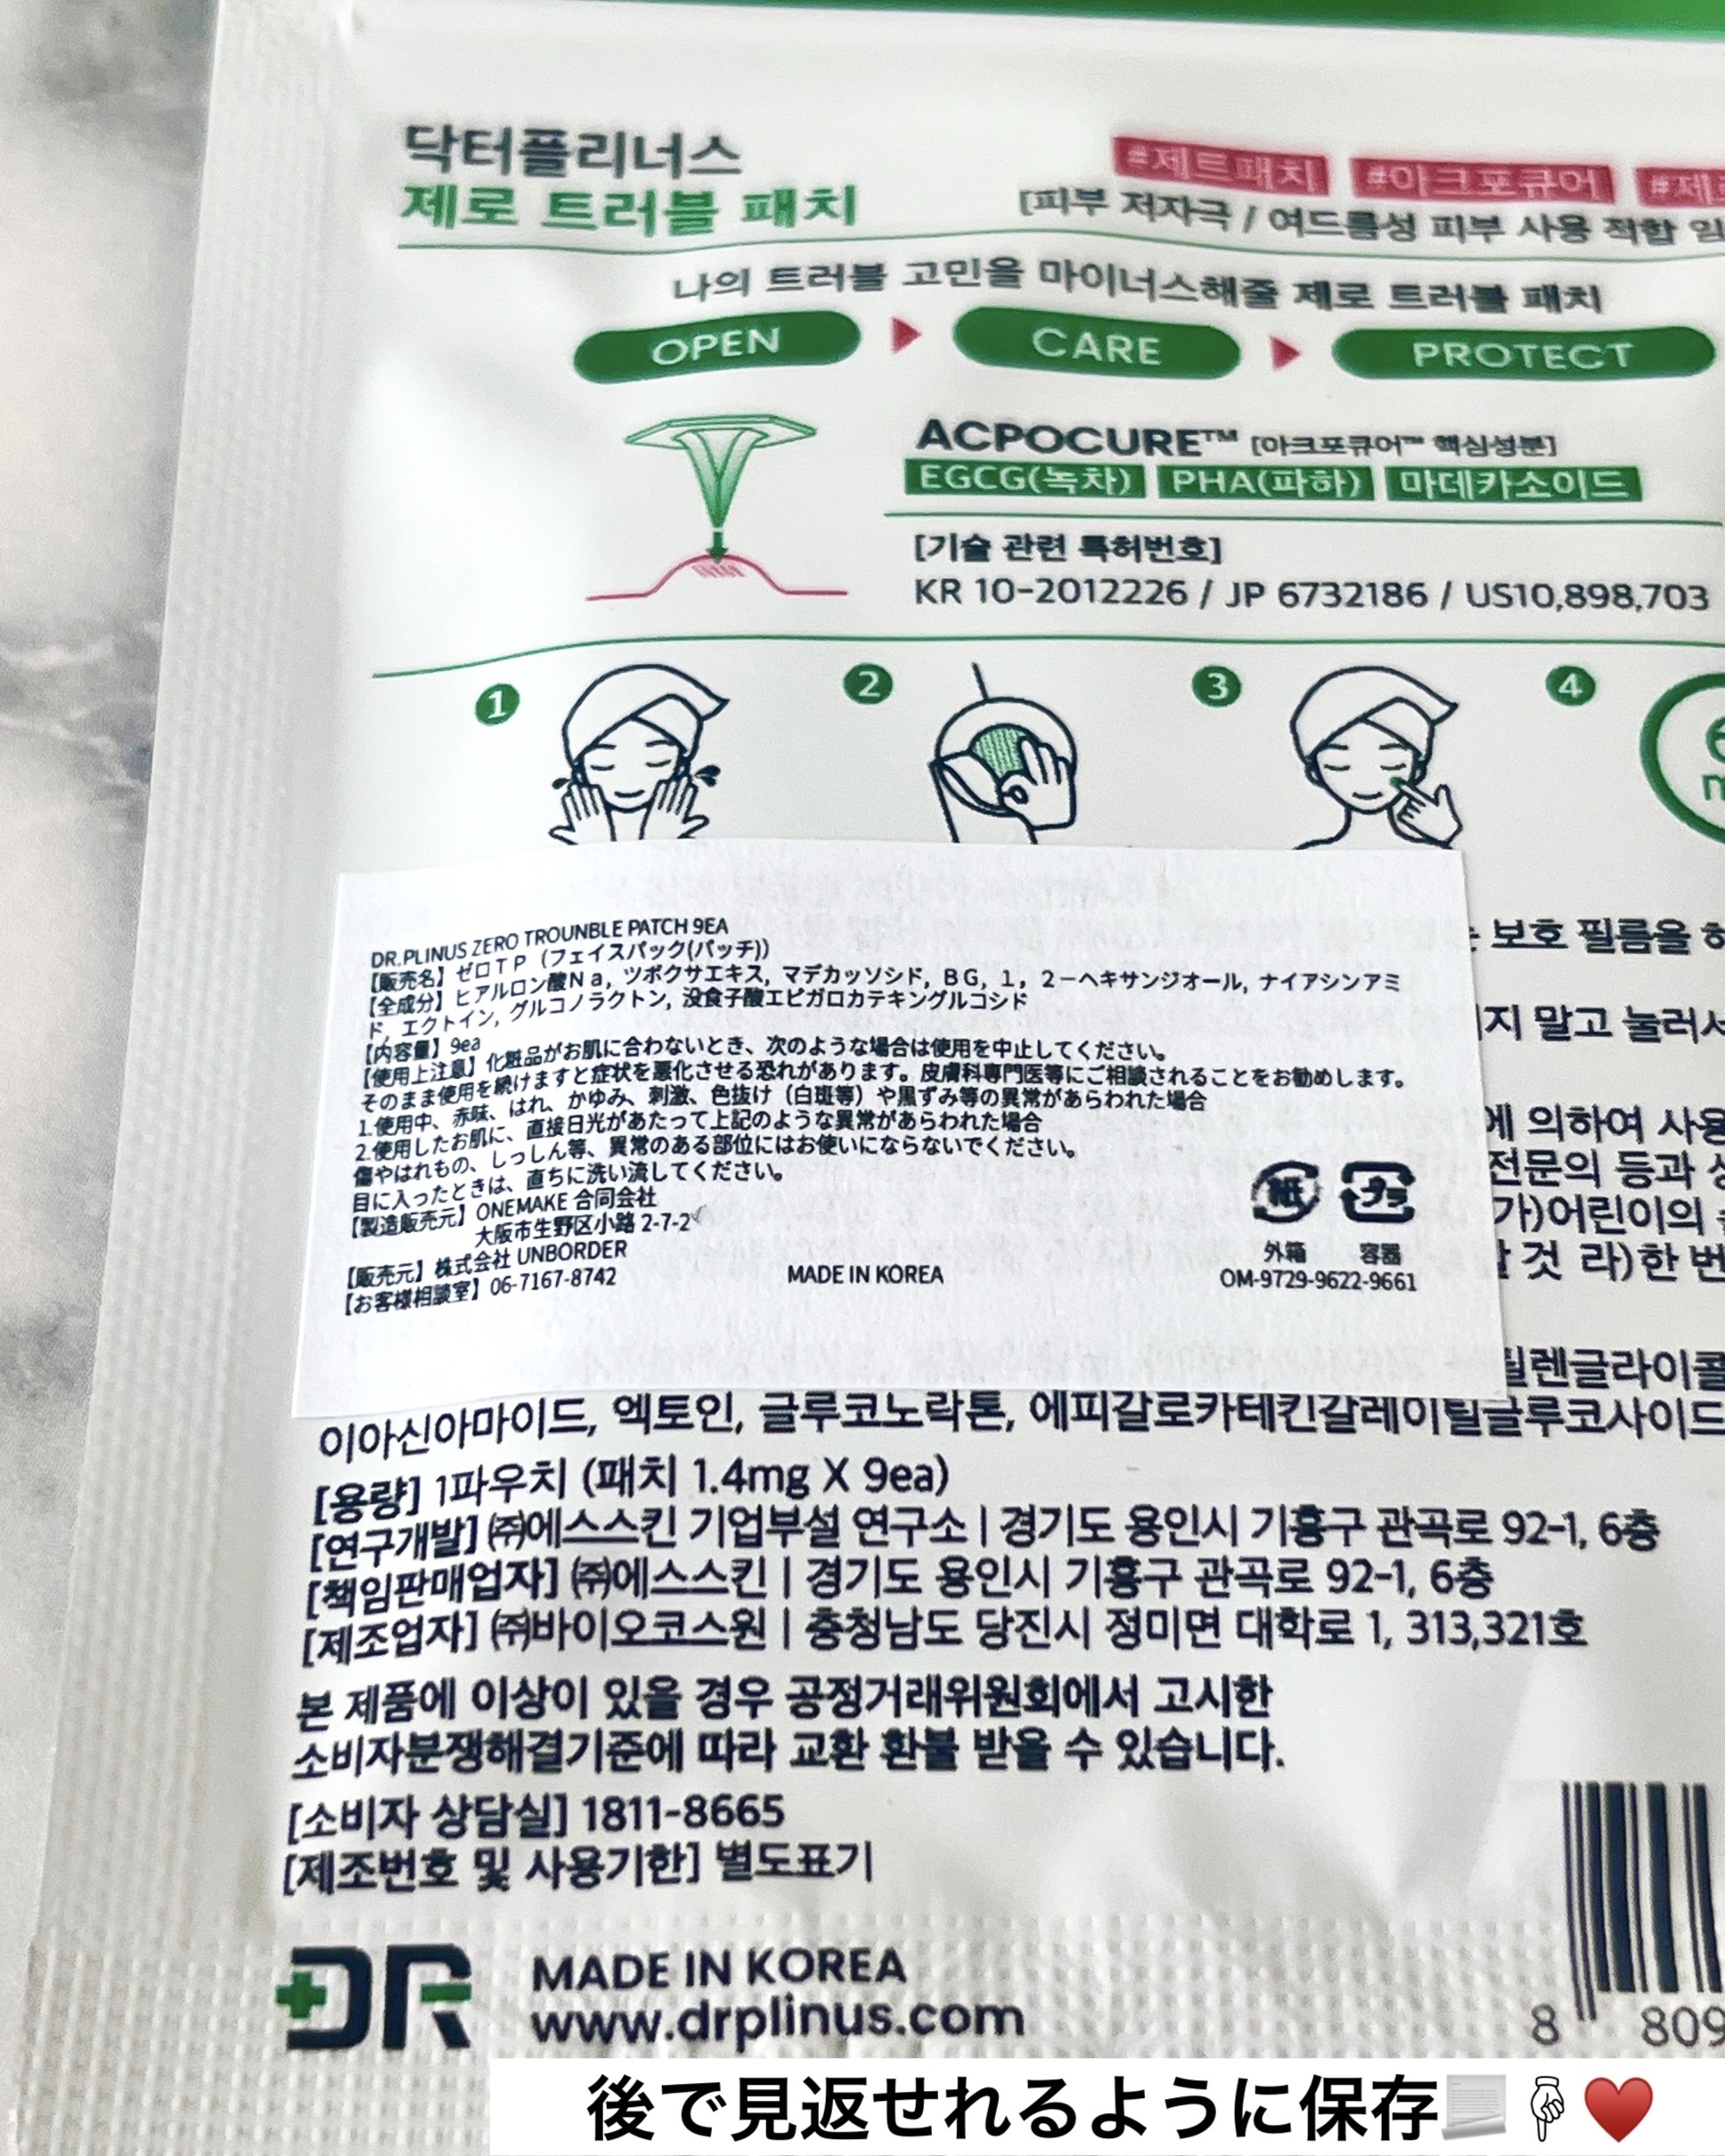 닥터플리너스
제로 트러블 패치
#제트패치 #아크포큐어 #제로
[피부 저자극 / 여드름성 피부 사용 적합 임
나의 트러블 고민을 마이너스해줄 제로 트러블 패치
OPEN CARE PROTECT
ACPOCURE™ [아크포큐어™ 핵심성분]
EGCG(녹차) PHA(파하) 마데카소이드
[기술 관련 특허번호]
KR 10-2012226 / JP 6732186 / US10,898,703
1 2 3 4
DR.PLINUS ZERO TROUNBLE PATCH 9EA
【販売名】ゼロＴＰ（フェイスパック(パッチ)）
【全成分】ヒアルロン酸Ｎａ, ツボクサエキス, マデカッソシド, ＢＧ, １, ２－ヘキサンジオール, ナイアシンアミ
ド, エクトイン, グルコノラクトン, 没食子酸エピガロカテキングルコシド
【内容量】9ea
【使用上注意】化粧品がお肌に合わないとき、次のような場合は使用を中止してください。
そのまま使用を続けますと症状を悪化させる恐れがあります。皮膚科専門医等にご相談されることをお勧めします。
1.使用中、赤味、はれ、かゆみ、刺激、色抜け（白斑等）や黒ずみ等の異常があらわれた場合
2.使用したお肌に、直接日光があたって上記のような異常があらわれた場合
傷やはれもの、しっしん等、異常のある部位にはお使いにならないでください。
目に入ったときは、直ちに洗い流してください。
【製造販売元】ONEMAKE 合同会社
大阪市生野区小路 2-7-2
【販売元】株式会社 UNBORDER
【お客様相談室】06-7167-8742
MADE IN KOREA
紙 プラ
外箱 容器
OM-9729-9622-9661
보호 필름을
지 말고 눌러서
에 의하여 사용
전문의 등과 상
가)어린이의
것 라)한 번
틸렌글라이콜
이아신아마이드, 엑토인, 글루코노락톤, 에피갈로카테킨갈레이틸글루코사이드
[용량] 1파우치 (패치 1.4mg X 9ea)
[연구개발] ㈜에스스킨 기업부설 연구소 | 경기도 용인시 기흥구 관곡로 92-1, 6층
[책임판매업자] ㈜에스스킨 | 경기도 용인시 기흥구 관곡로 92-1, 6층
[제조업자] ㈜바이오코스원 | 충청남도 당진시 정미면 대학로 1, 313,321호
본 제품에 이상이 있을 경우 공정거래위원회에서 고시한
소비자분쟁해결기준에 따라 교환 환불 받을 수 있습니다.
[소비자 상담실] 1811-8665
[제조번호 및 사용기한] 별도표기
DR
MADE IN KOREA
www.drplinus.com
8 809
後で見返せれるように保存📃👇♥️